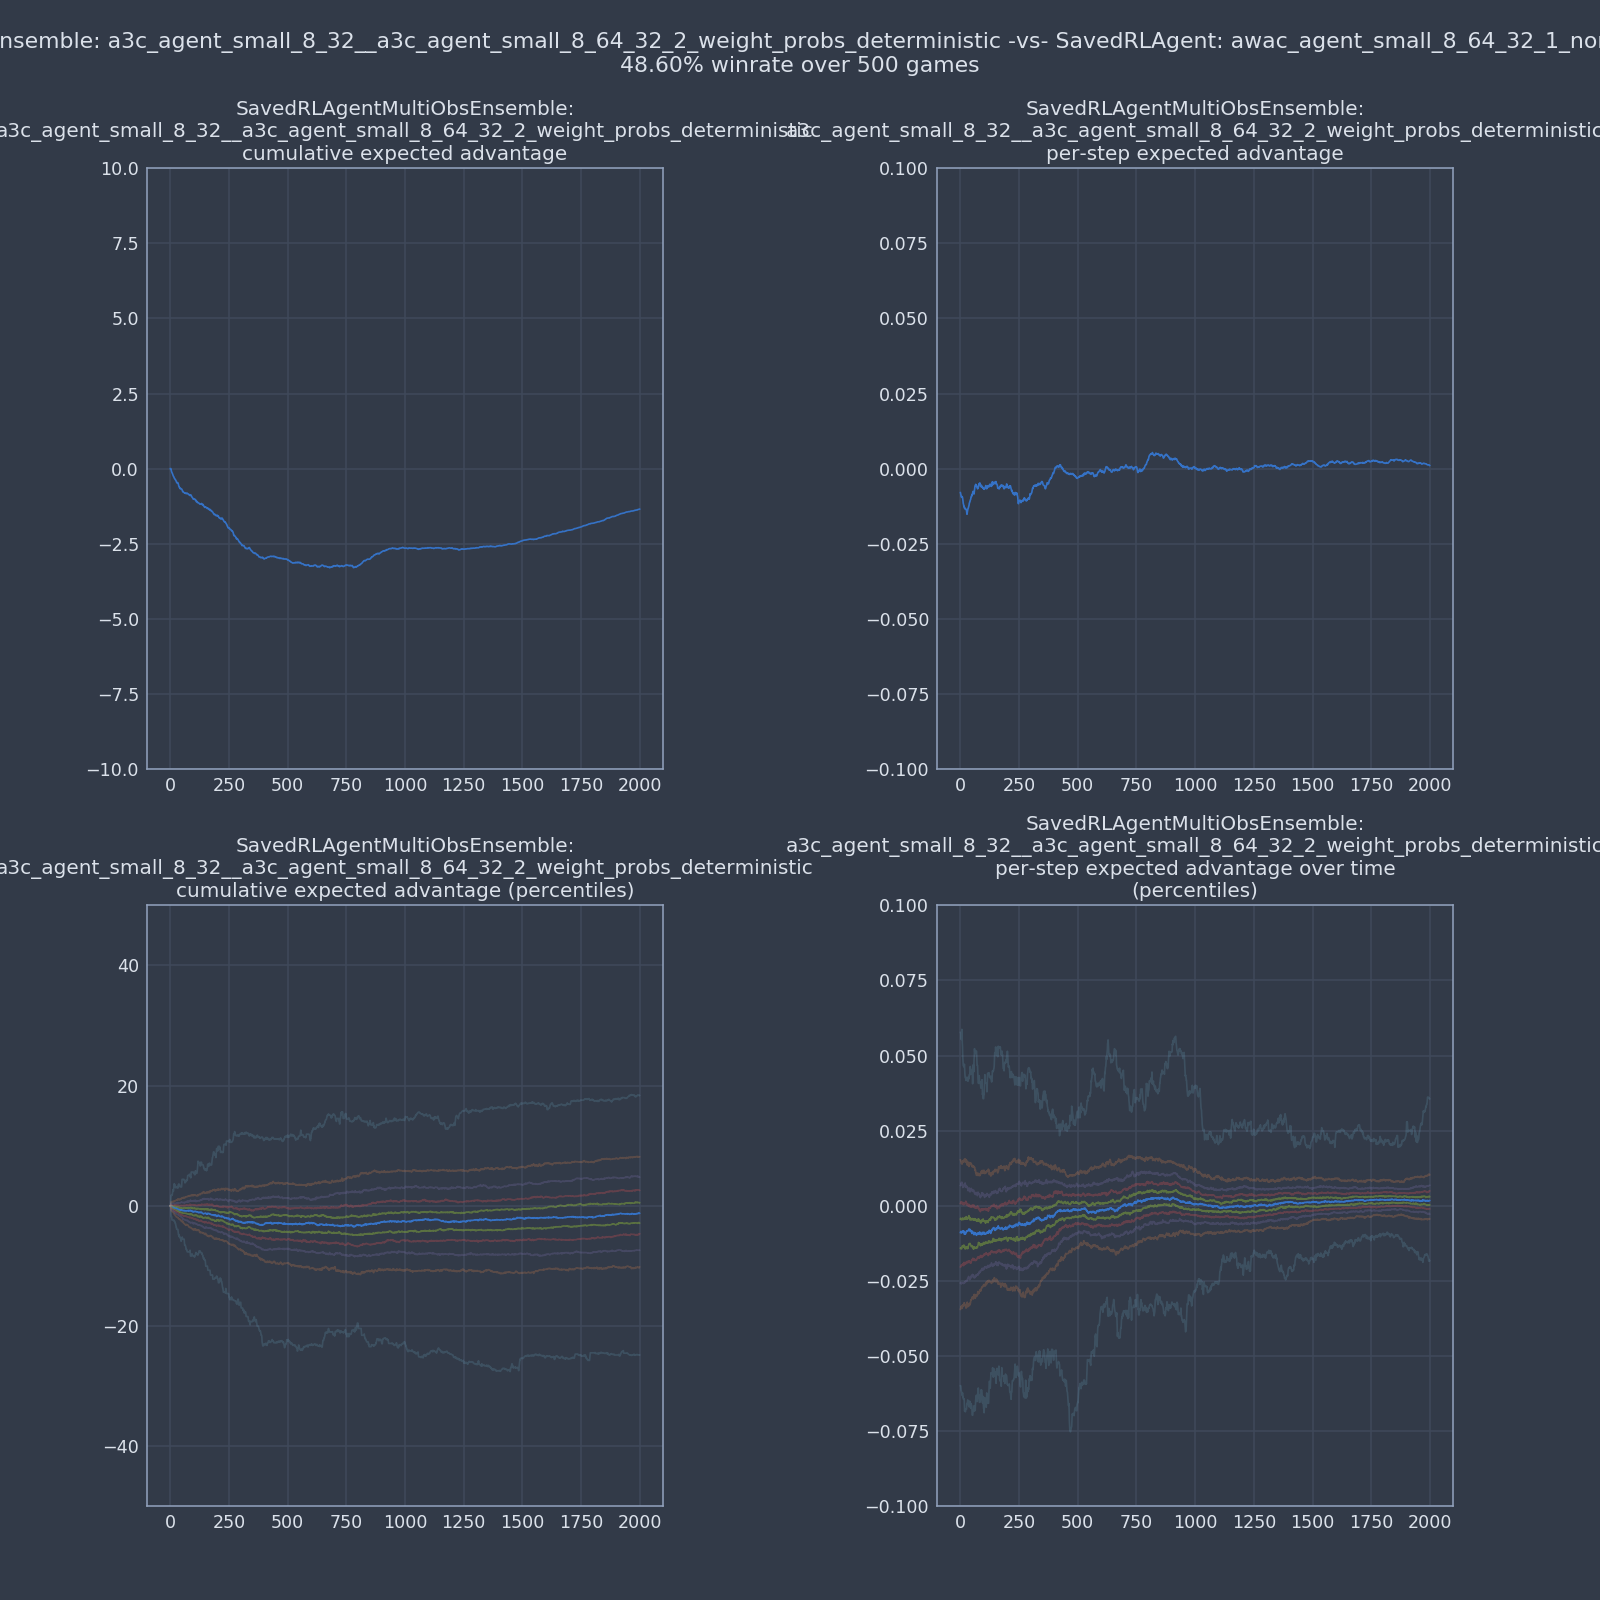 nsemble: a3c_agent_small_8_32__a3c_agent_small_8_64_32_2_weight_probs_deterministic -vs- SavedRLAgent: awac_agent_small_8_64_32_1_nor
48.60% winrate over 500 games
SavedRLAgentMultiObsEnsemble:
a3c_agent_small_8_32__a3c_agent_small_8_64_32_2_weight_probs_deterministic
cumulative expected advantage
10.0
7.5
5.0
2.5
0.0
−2.5
−5.0
−7.5
−10.0
0 250 500 750 1000 1250 1500 1750 2000
SavedRLAgentMultiObsEnsemble:
a3c_agent_small_8_32__a3c_agent_small_8_64_32_2_weight_probs_deterministic
per-step expected advantage
0.100
0.075
0.050
0.025
0.000
−0.025
−0.050
−0.075
−0.100
0 250 500 750 1000 1250 1500 1750 2000
SavedRLAgentMultiObsEnsemble:
a3c_agent_small_8_32__a3c_agent_small_8_64_32_2_weight_probs_deterministic
cumulative expected advantage (percentiles)
40
20
0
−20
−40
0 250 500 750 1000 1250 1500 1750 2000
SavedRLAgentMultiObsEnsemble:
a3c_agent_small_8_32__a3c_agent_small_8_64_32_2_weight_probs_deterministic
per-step expected advantage over time
(percentiles)
0.100
0.075
0.050
0.025
0.000
−0.025
−0.050
−0.075
−0.100
0 250 500 750 1000 1250 1500 1750 2000